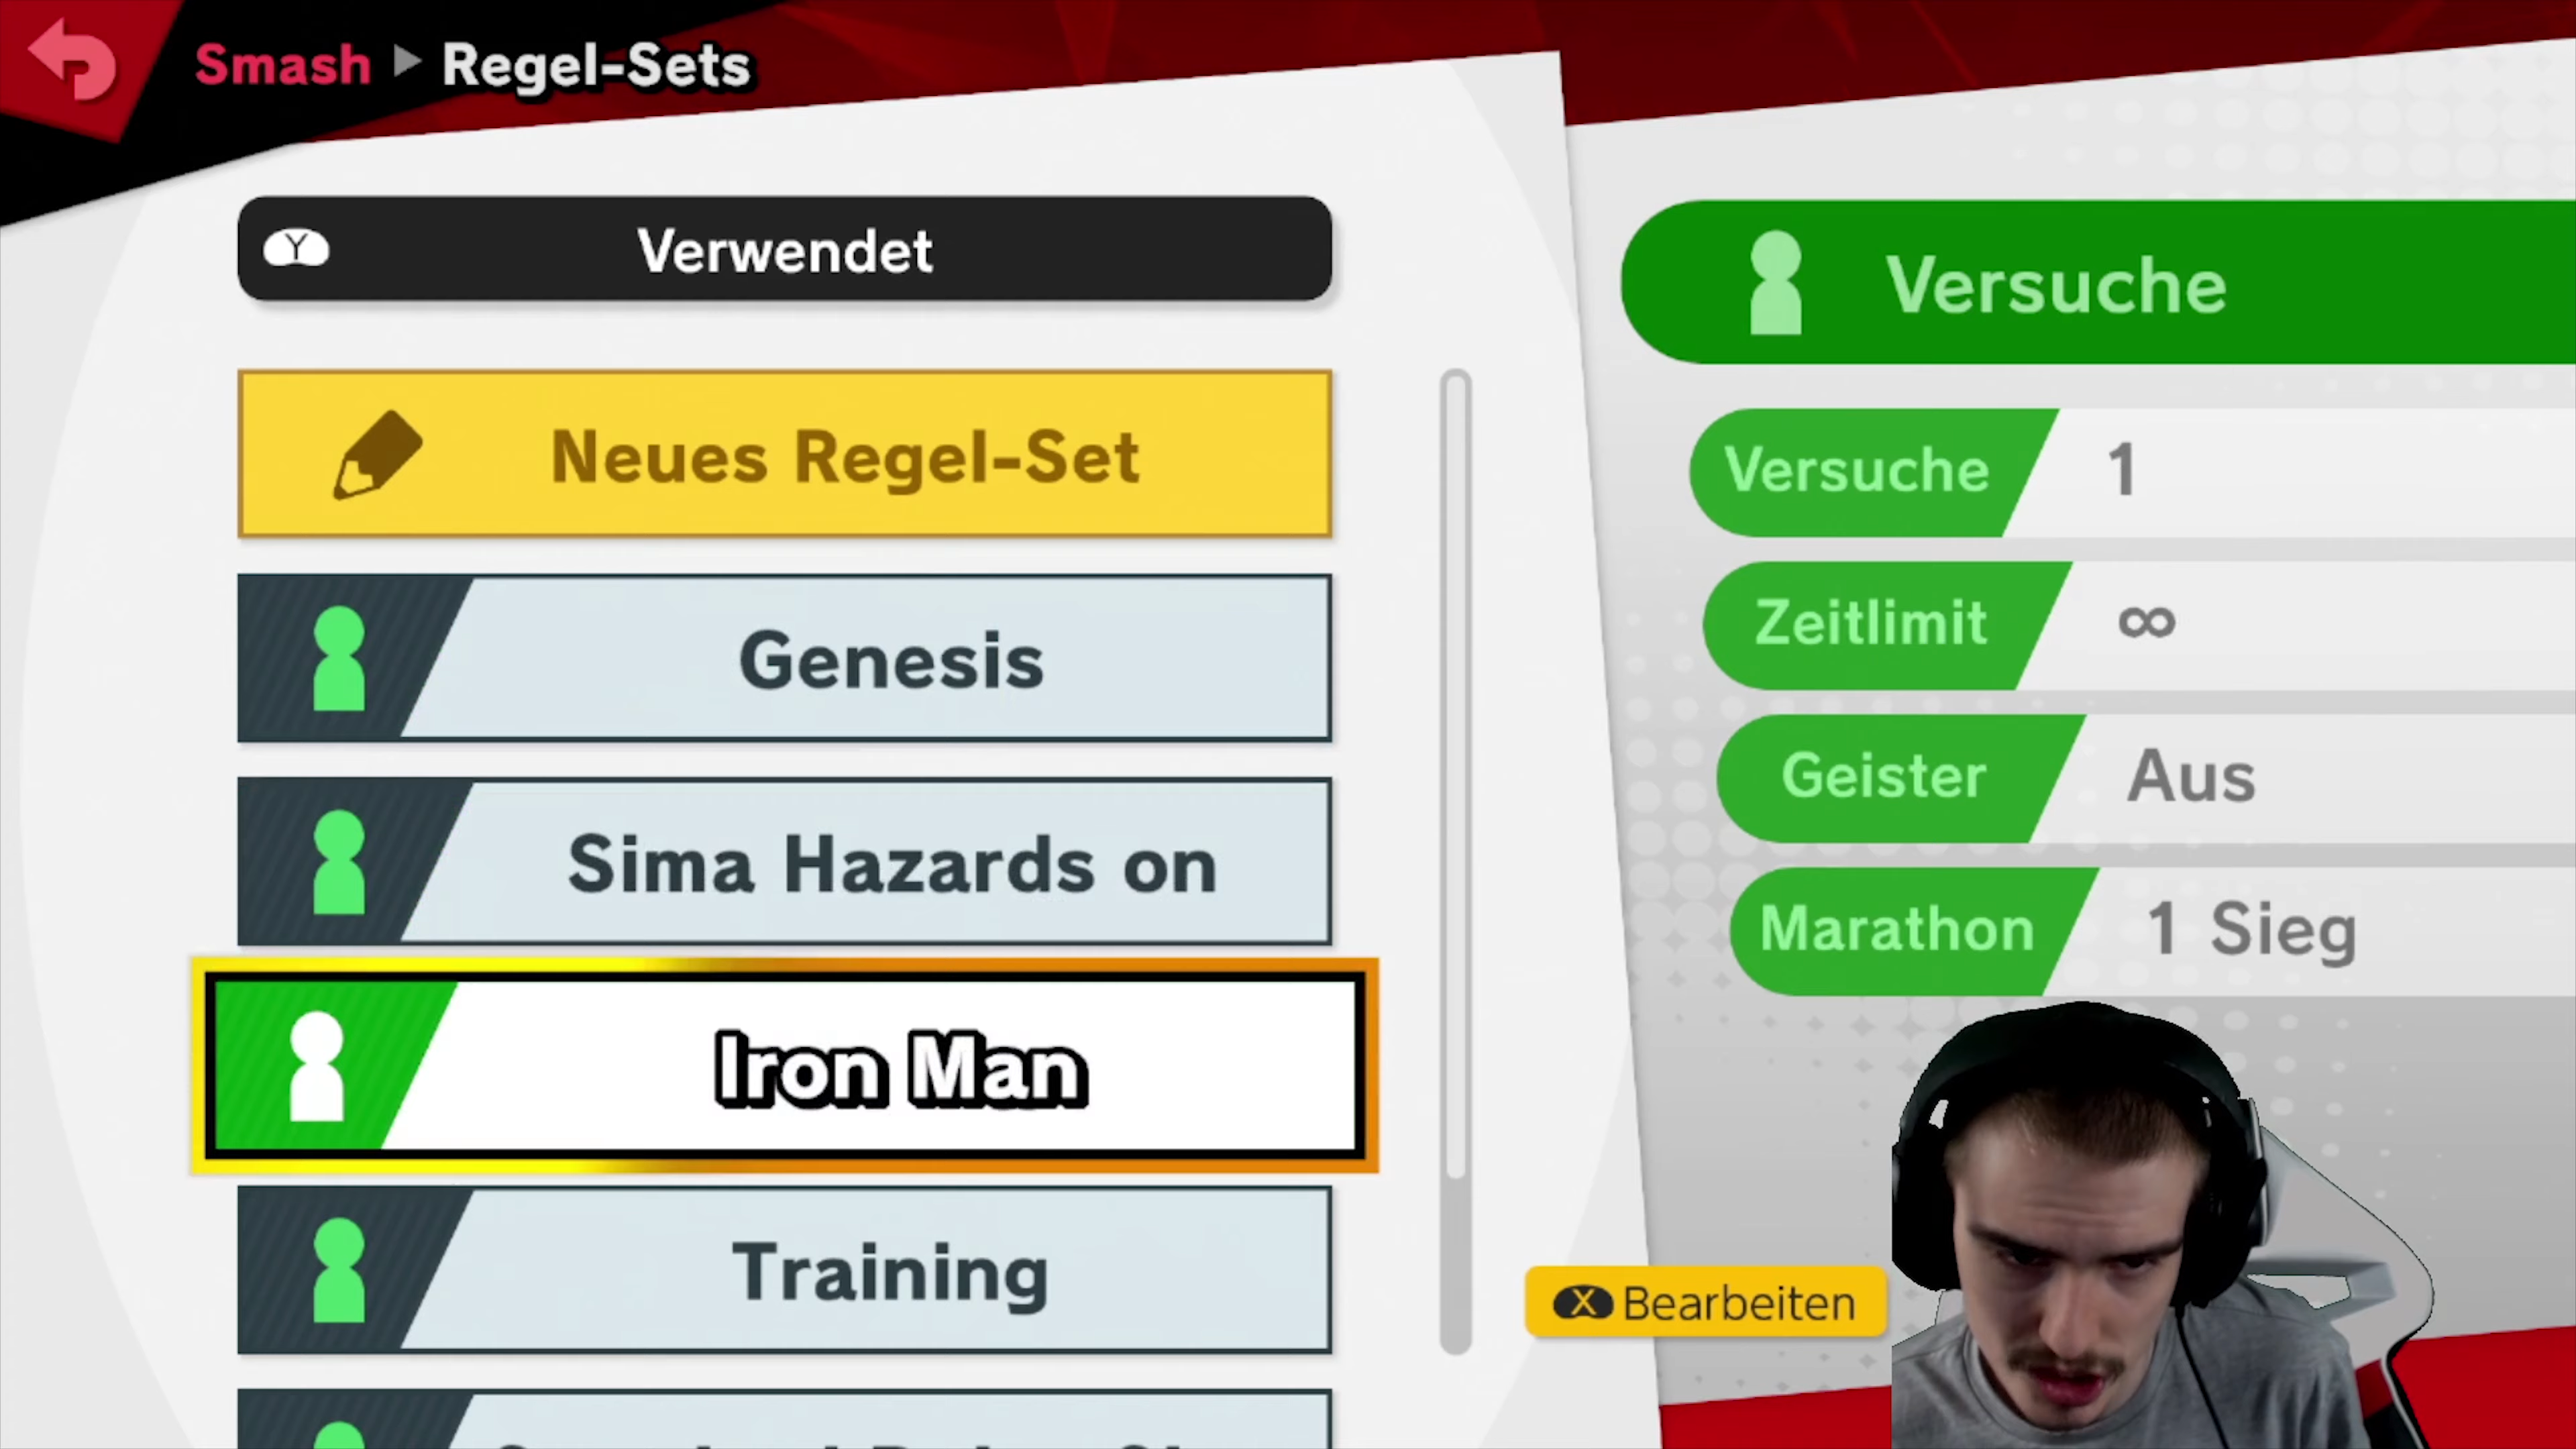 Smash ▶ Regel-Sets
Y Verwendet
Neues Regel-Set
Genesis
Sima Hazards on
Iron Man
Training
Versuche
Versuche 1
Zeitlimit ∞
Geister Aus
Marathon 1 Sieg
X Bearbeiten